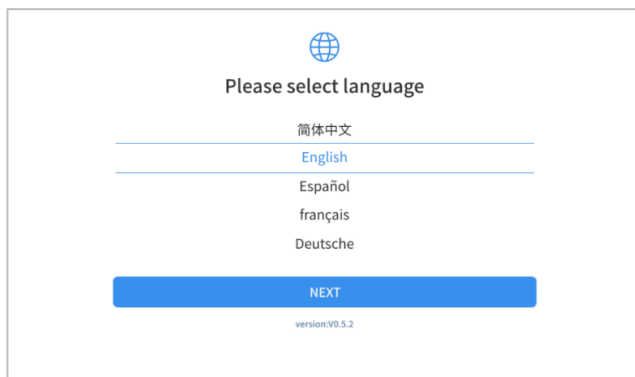 Please select language
简体中文
English
Español
français
Deutsche
NEXT
version:V0.5.2